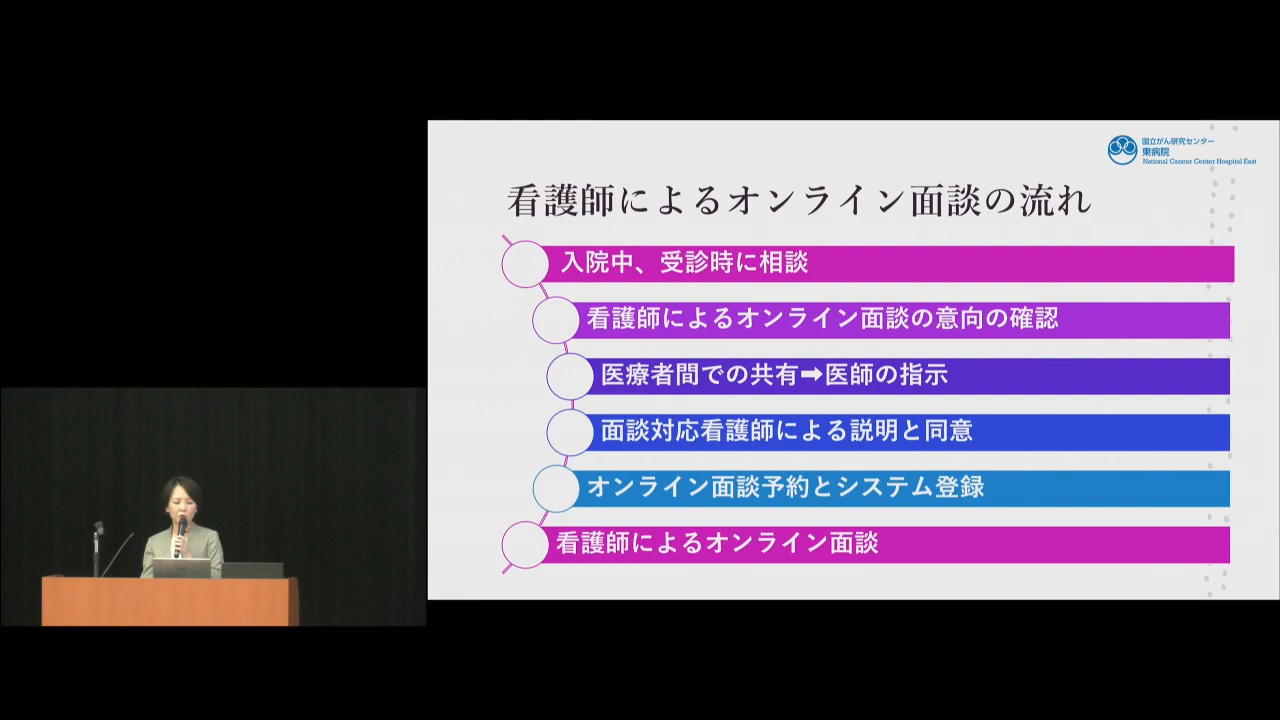 国立がん研究センター
東病院
National Cancer Center Hospital East
看護師によるオンライン面談の流れ
入院中、受診時に相談
看護師によるオンライン面談の意向の確認
医療者間での共有➡医師の指示
面談対応看護師による説明と同意
オンライン面談予約とシステム登録
看護師によるオンライン面談